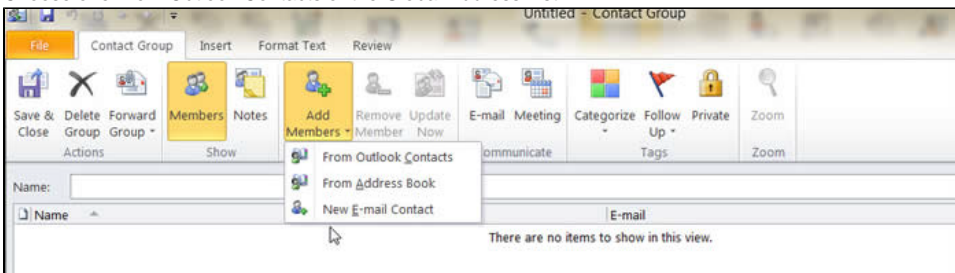 Untitled - Contact Group
File Contact Group Insert Format Text Review
Save & Close Delete Group Forward Group Members Notes Add Members Remove Member Update Now E-mail Meeting Categorize Follow Up Private Zoom
Actions Show Tags Zoom
From Outlook Contacts
From Address Book
New E-mail Contact
Name:
Name E-mail
There are no items to show in this view.